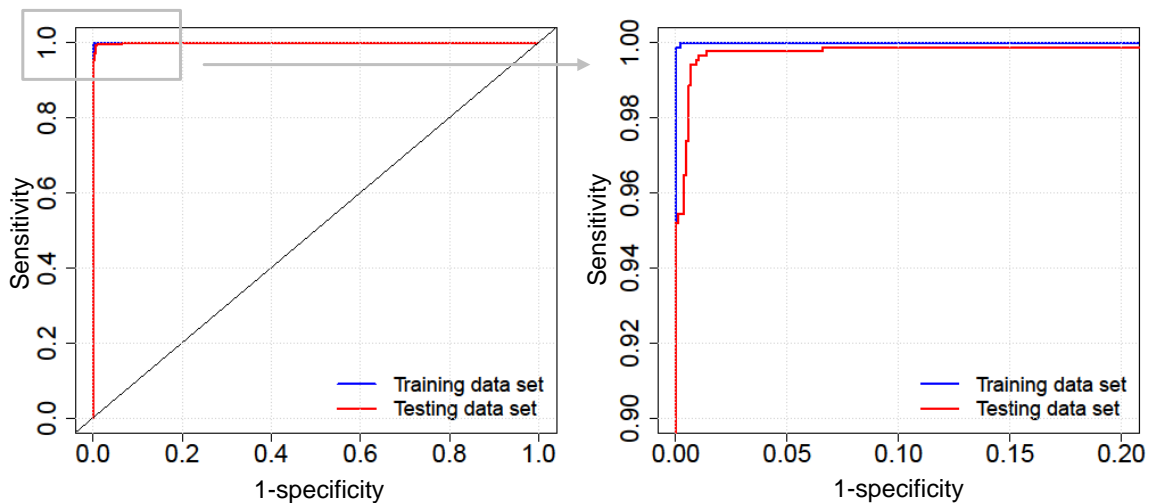 Sensitivity
1.0
0.8
0.6
0.4
0.2
0.0
Training data set
Testing data set
0.0 0.2 0.4 0.6 0.8 1.0
1-specificity
Sensitivity
1.00
0.98
0.96
0.94
0.92
0.90
Training data set
Testing data set
0.00 0.05 0.10 0.15 0.20
1-specificity